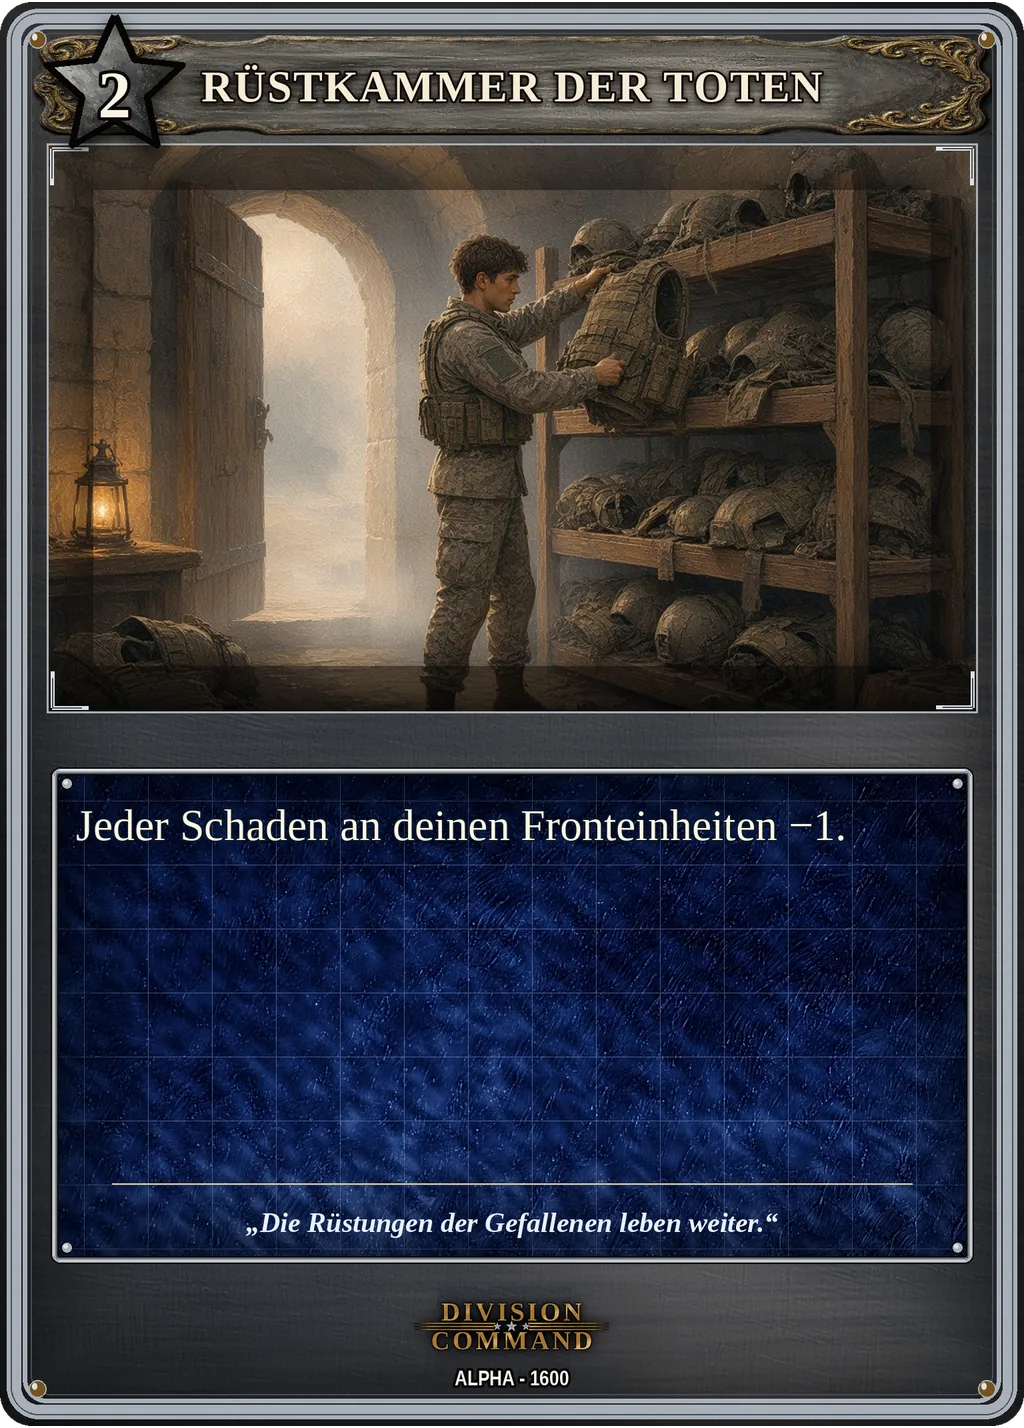 2
RÜSTKAMMER DER TOTEN
Jeder Schaden an deinen Fronteinheiten −1.
„Die Rüstungen der Gefallenen leben weiter.“
DIVISION
COMMAND
ALPHA - 1600